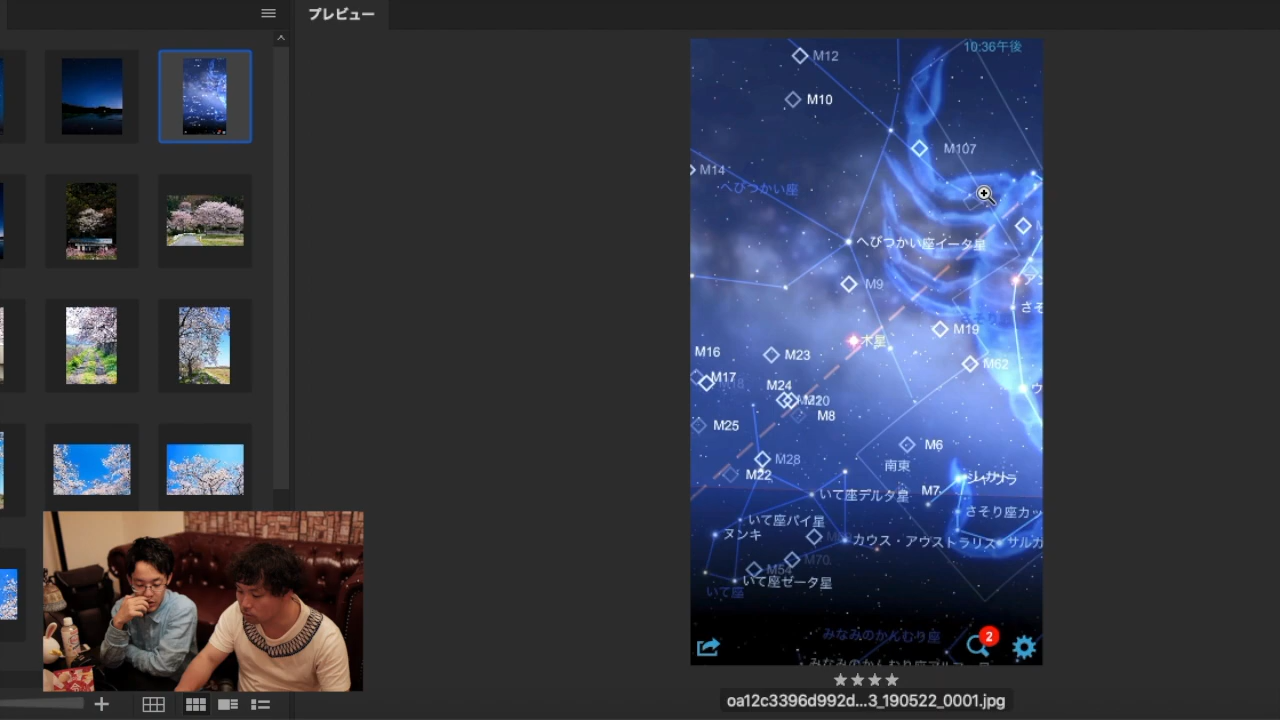 プレビュー
10:36午後
M12
M10
M107
M14
へびつかい座
へびつかい座イータ星
M9
さそり
M19
木星
M16
M23
M62
M17
M18
M24
M20
M8
M25
M6
M28
南東
M22
シャウラ
M7
いて座デルタ星
さそり座カッ
いて座パイ星
ヌンキ
カウス・アウストラリス
サルガ
M70
M54
いて座ゼータ星
いて座
みなみのかんむり座
2
oa12c3396d992d...3_190522_0001.jpg